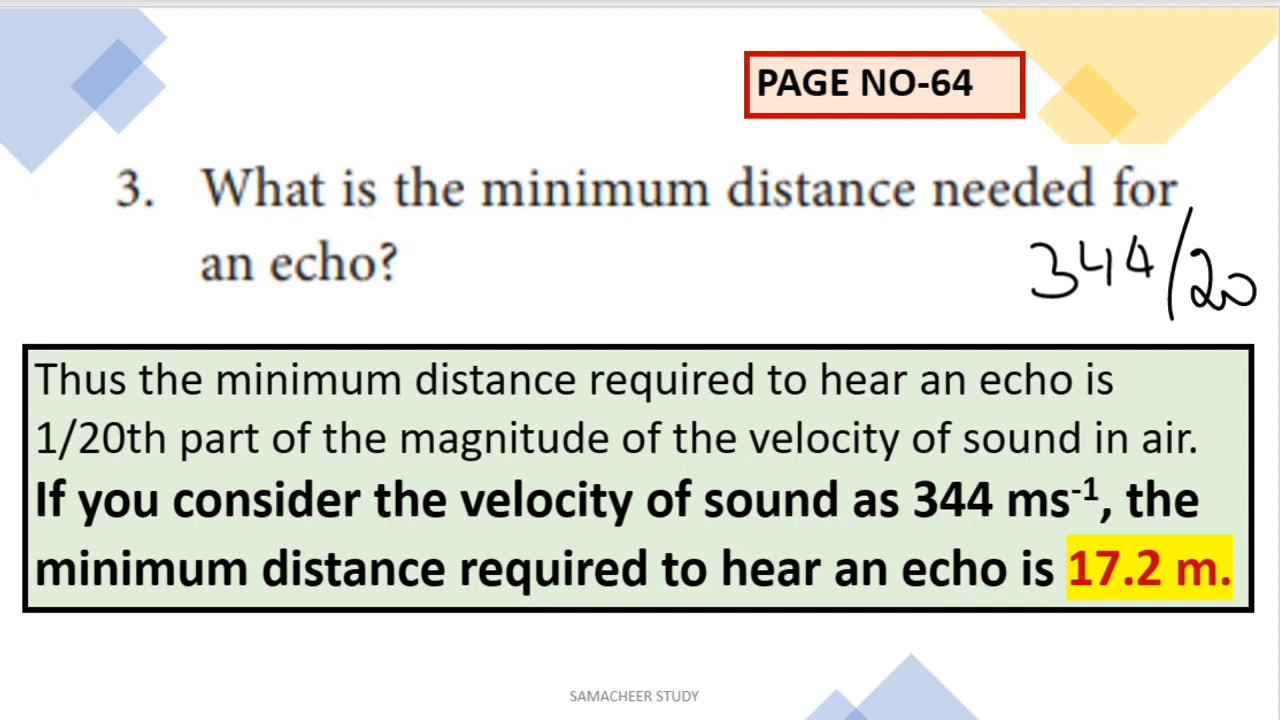 PAGE NO-64
3. What is the minimum distance needed for
an echo?
344/20
Thus the minimum distance required to hear an echo is
1/20th part of the magnitude of the velocity of sound in air.
If you consider the velocity of sound as 344 ms⁻¹, the
minimum distance required to hear an echo is 17.2 m.
SAMACHEER STUDY